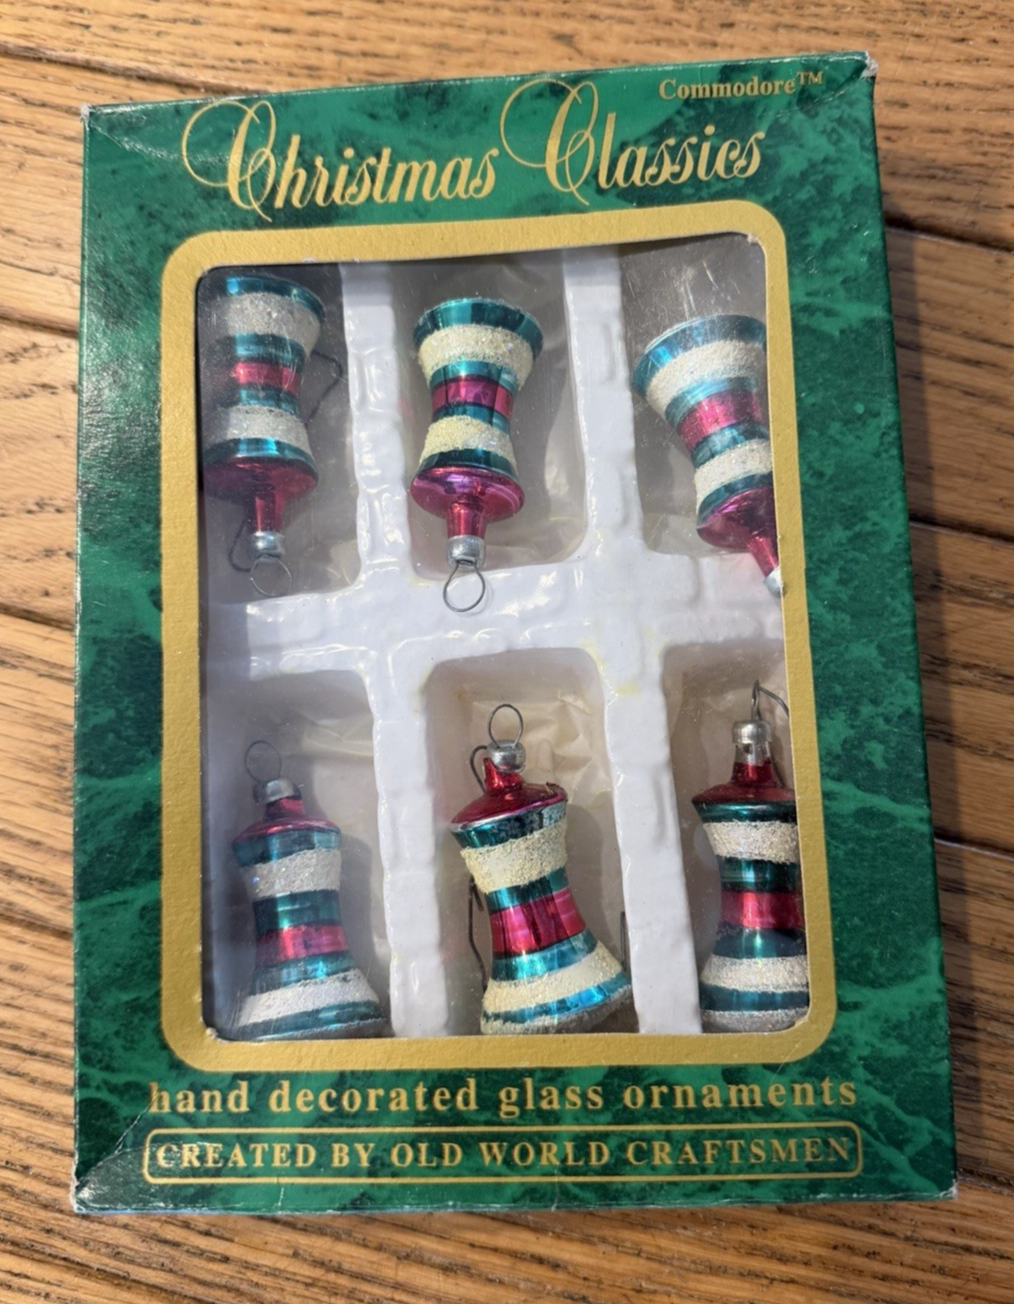 Commodore™
Christmas Classics
hand decorated glass ornaments
CREATED BY OLD WORLD CRAFTSMEN